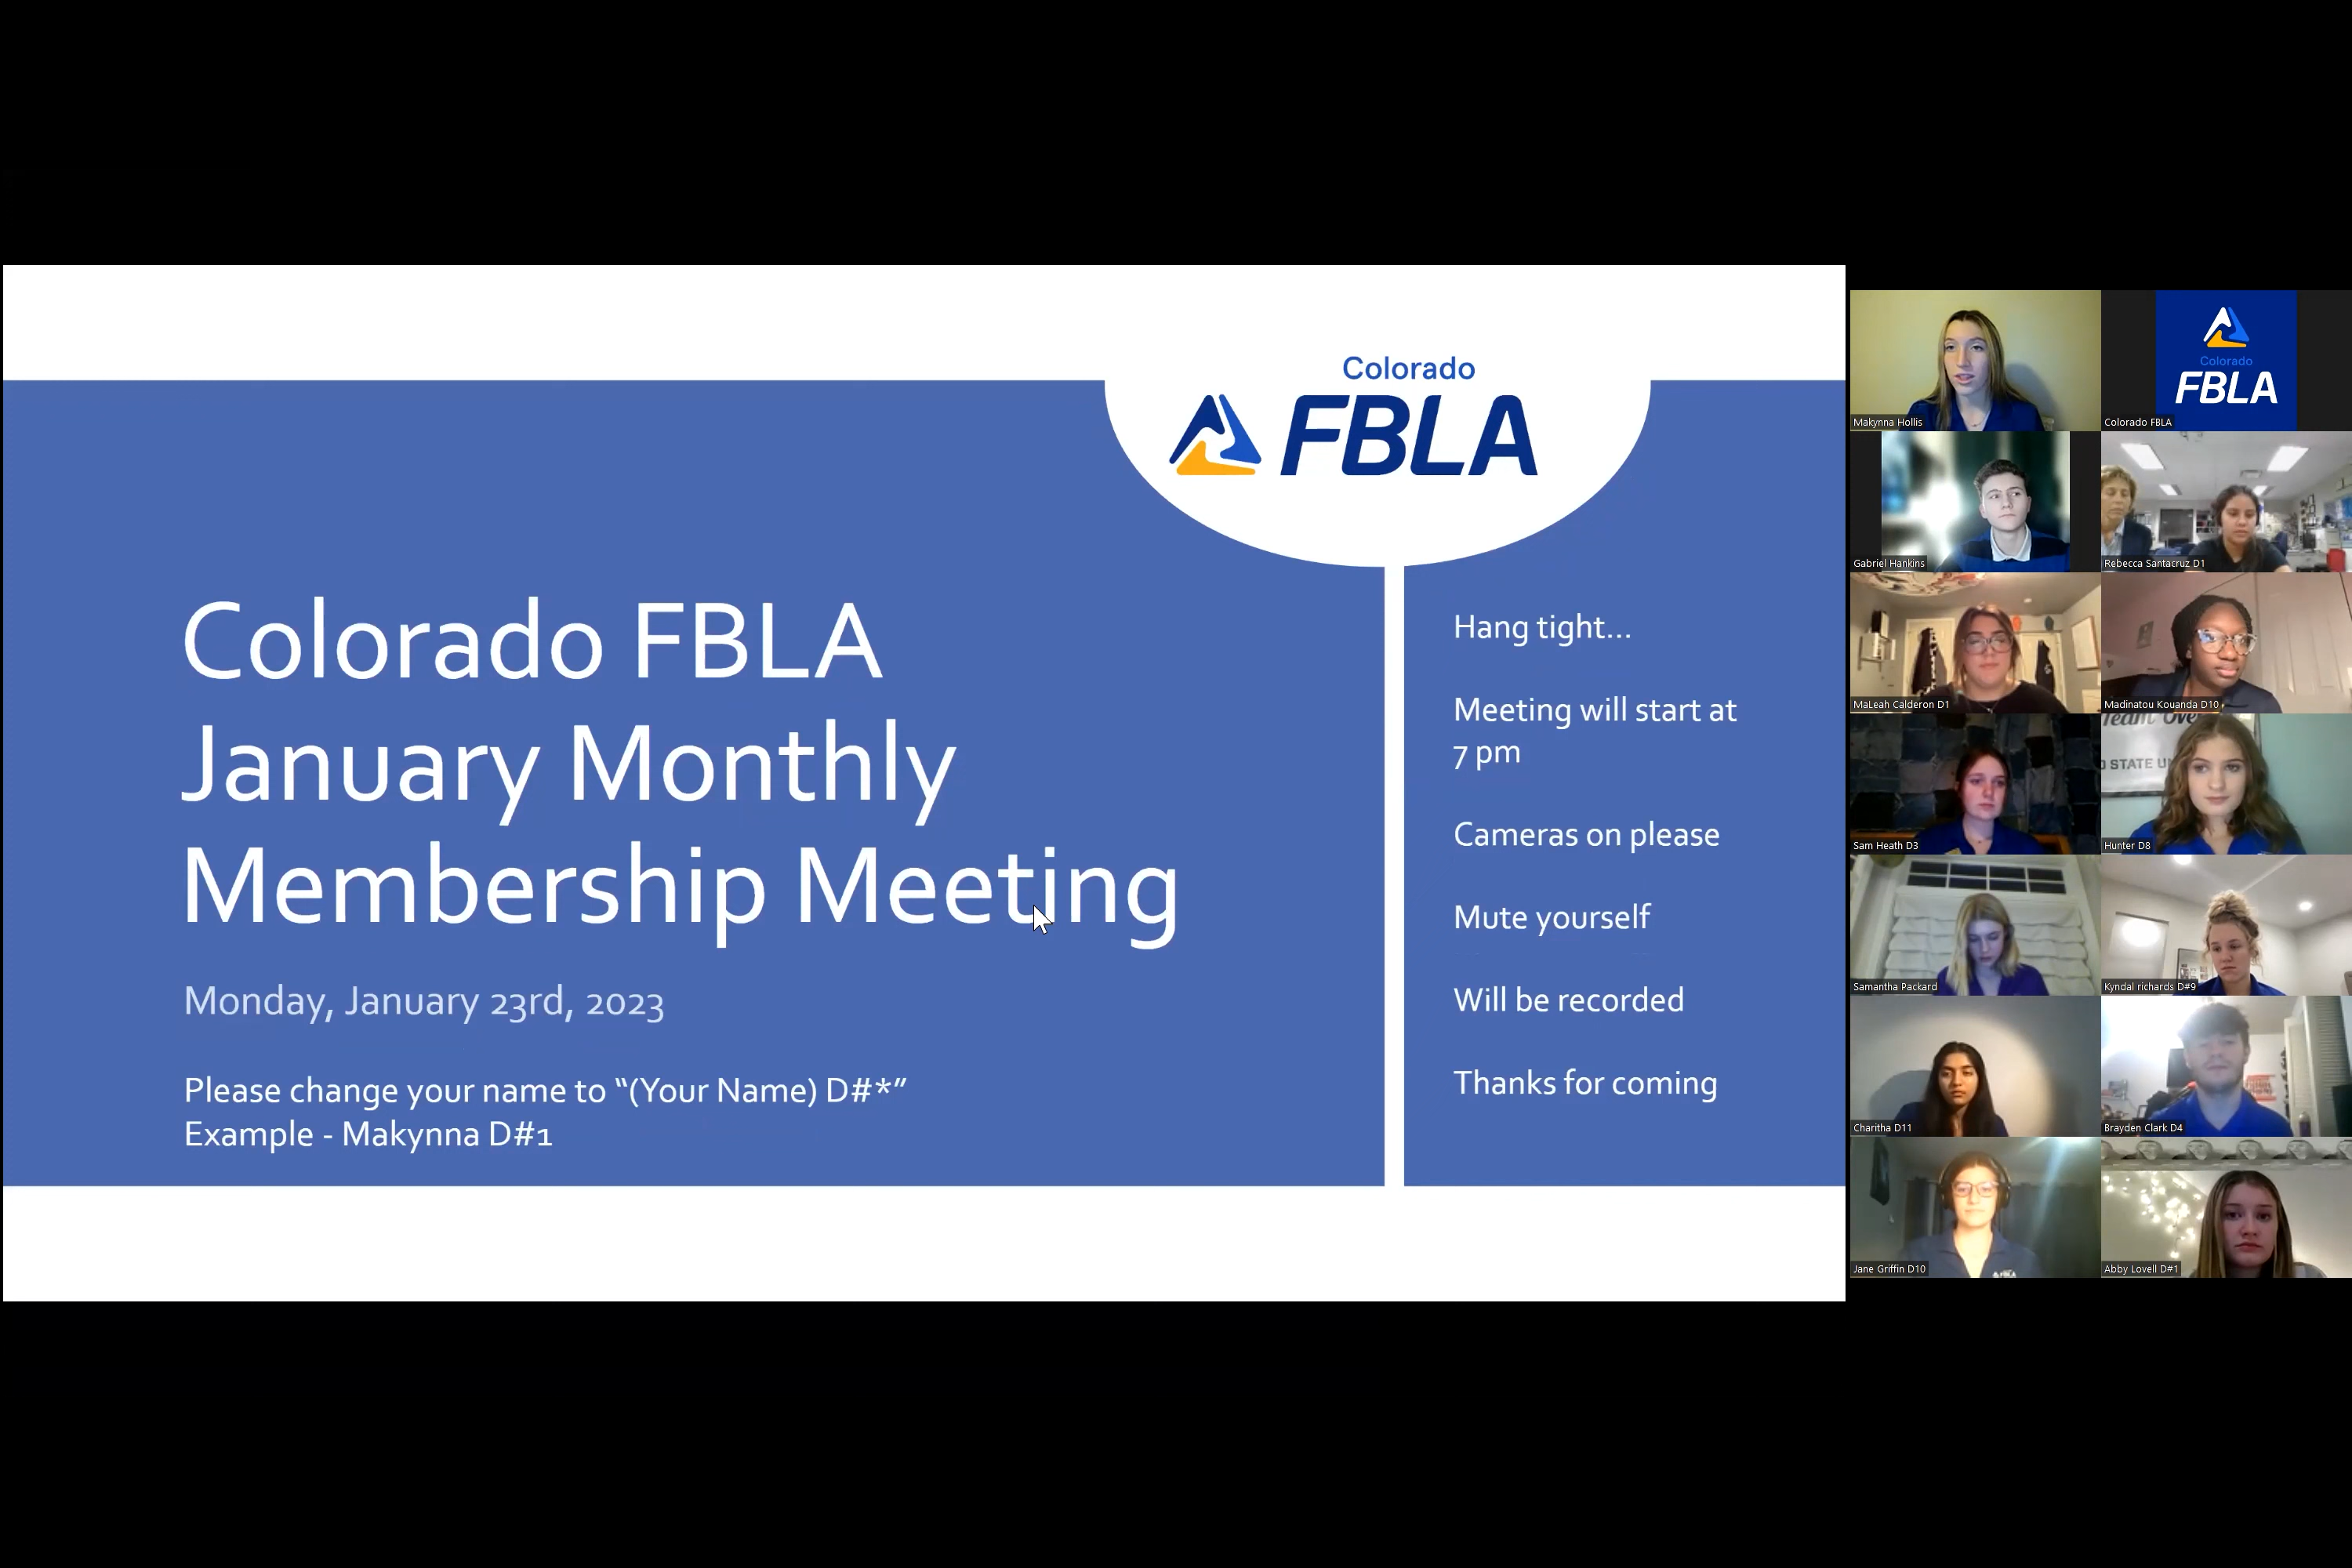 Colorado
FBLA
Colorado FBLA
January Monthly
Membership Meeting
Monday, January 23rd, 2023
Please change your name to “(Your Name) D#*”
Example - Makynna D#1
Hang tight...
Meeting will start at
7 pm
Cameras on please
Mute yourself
Will be recorded
Thanks for coming
Makynna Hollis
Colorado
FBLA
Colorado FBLA
Gabriel Hankins
Rebecca Santacruz D1
MaLeah Calderon D1
Madinatou Kouanda D10
Sam Heath D3
Team Ove
STATE U
Hunter D8
Samantha Packard
Kyndal richards D#9
Charitha D11
Brayden Clark D4
Jane Griffin D10
Abby Lovell D#1